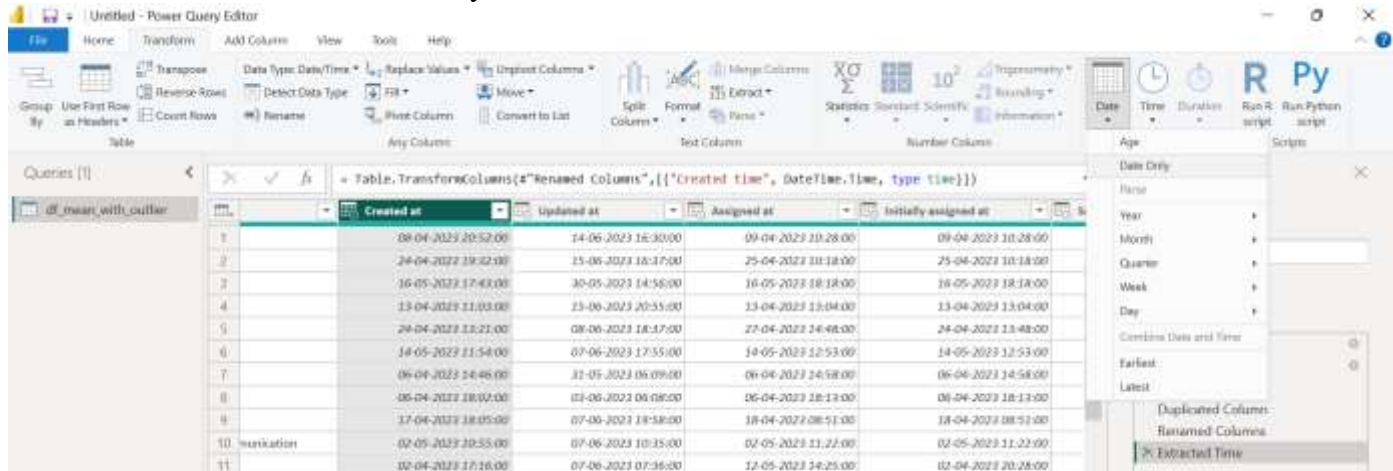 Untitled - Power Query Editor
File Home Transform Add Column View Tools Help
Transpose Data Type: Date/Time Replace Values Unpivot Columns Merge Columns Trigonometry
Reverse Rows Detect Data Type Fill Move Extract Rounding
Group By Use First Row as Headers Count Rows Rename Pivot Column Convert to List Split Column Format Parse Statistics Standard Scientific Information Date Time Duration Run R script Run Python script
ABC XΣ 10² R Py
Table Any Column Text Column Number Column Scripts
Age
Date Only
Parse
Year
Month
Quarter
Week
Day
Combine Date and Time
Earliest
Latest
Queries [1]
= Table.TransformColumns(#"Renamed Columns",{{"Created time", DateTime.Time, type time}})
df_mean_with_outlier
Created at Updated at Assigned at Initially assigned at
1 08-04-2023 20:52:00 14-06-2023 16:30:00 09-04-2023 10:28:00 09-04-2023 10:28:00
2 24-04-2023 19:32:00 15-06-2023 16:37:00 25-04-2023 10:18:00 25-04-2023 10:18:00
3 16-05-2023 17:43:00 30-05-2023 14:56:00 16-05-2023 18:18:00 16-05-2023 18:18:00
4 13-04-2023 11:03:00 15-06-2023 20:55:00 13-04-2023 13:04:00 13-04-2023 13:04:00
5 24-04-2023 13:21:00 08-06-2023 18:37:00 27-04-2023 14:48:00 24-04-2023 13:48:00
6 14-05-2023 11:54:00 07-06-2023 17:55:00 14-05-2023 12:53:00 14-05-2023 12:53:00
7 06-04-2023 14:46:00 31-05-2023 06:09:00 06-04-2023 14:58:00 06-04-2023 14:58:00
8 06-04-2023 18:02:00 03-06-2023 06:08:00 06-04-2023 18:13:00 06-04-2023 18:13:00
9 17-04-2023 18:05:00 07-06-2023 19:58:00 18-04-2023 08:51:00 18-04-2023 08:51:00
10 munication 02-05-2023 10:55:00 07-06-2023 10:35:00 02-05-2023 11:22:00 02-05-2023 11:22:00
11 02-04-2023 17:16:00 07-06-2023 07:36:00 12-05-2023 14:25:00 02-04-2023 20:28:00
Duplicated Column
Renamed Columns
Extracted Time